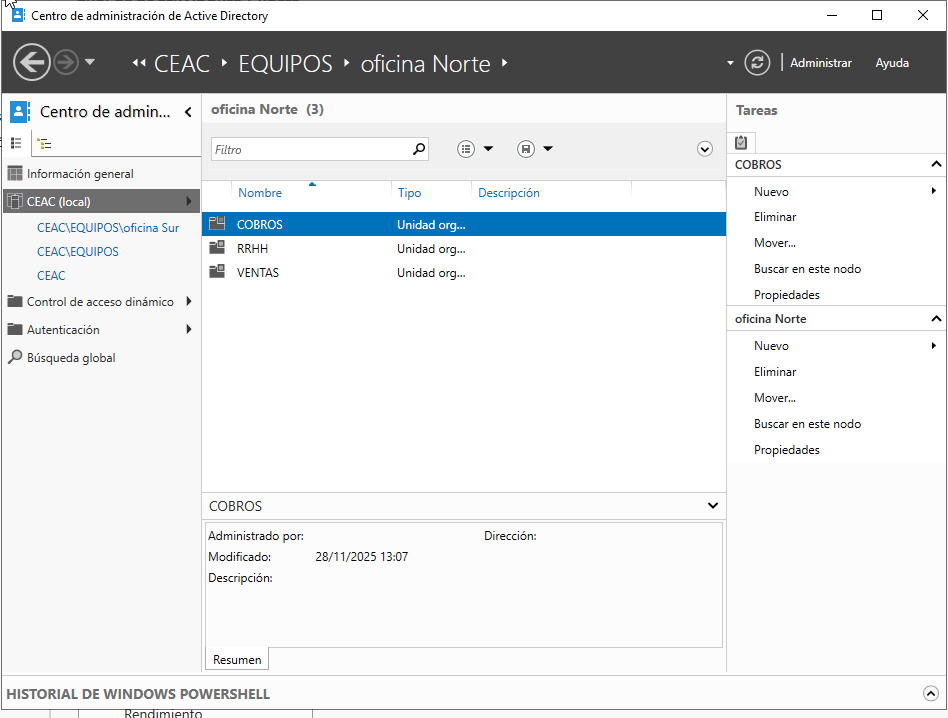 Centro de administración de Active Directory
CEAC EQUIPOS oficina Norte
Administrar Ayuda
Centro de admin...
Información general
CEAC (local)
CEAC\EQUIPOS\oficina Sur
CEAC\EQUIPOS
CEAC
Control de acceso dinámico
Autenticación
Búsqueda global
oficina Norte (3)
Filtro
Nombre Tipo Descripción
COBROS Unidad org...
RRHH Unidad org...
VENTAS Unidad org...
COBROS
Administrado por: Dirección:
Modificado: 28/11/2025 13:07
Descripción:
Resumen
Tareas
COBROS
Nuevo
Eliminar
Mover...
Buscar en este nodo
Propiedades
oficina Norte
Nuevo
Eliminar
Mover...
Buscar en este nodo
Propiedades
HISTORIAL DE WINDOWS POWERSHELL
Rendimiento